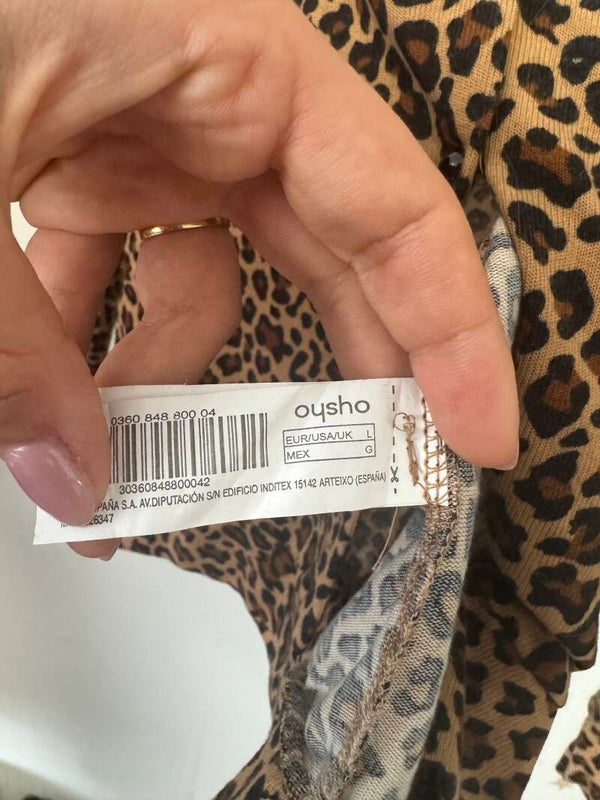 0360 848 800 04
oysho
EUR/USA/UK L
MEX G
30360848800042
PAÑA S.A. AV.DIPUTACIÓN S/N EDIFICIO INDITEX 15142 ARTEIXO (ESPAÑA)
26347